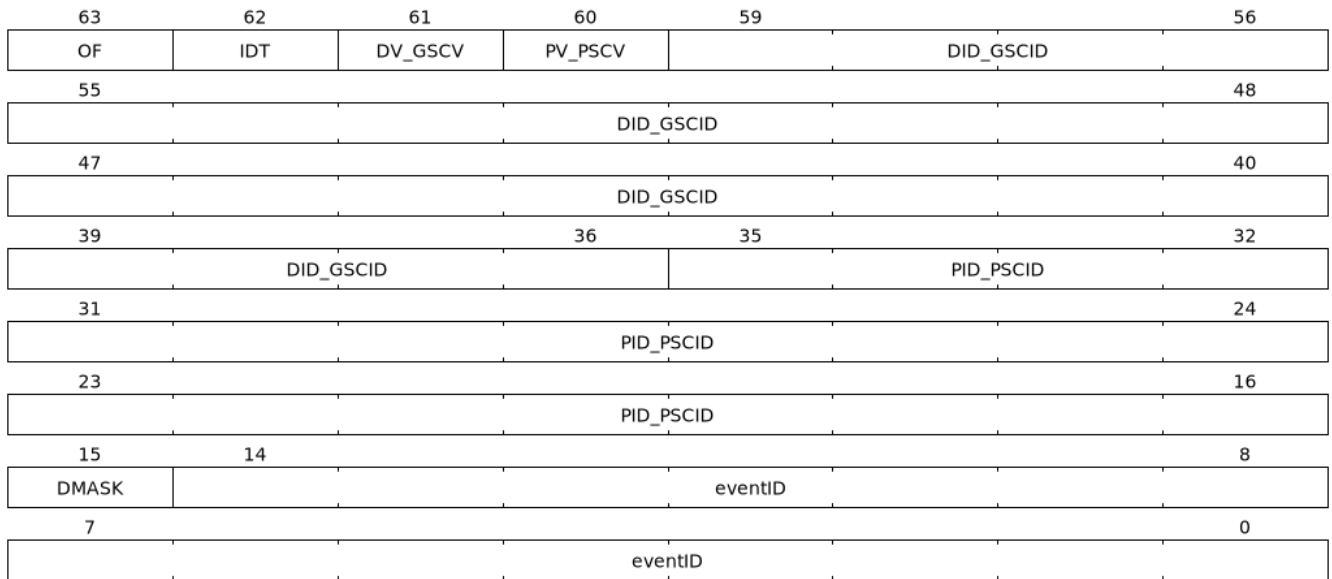 63 62 61 60 59 56
OF IDT DV_GSCV PV_PSCV DID_GSCID
55 48
DID_GSCID
47 40
DID_GSCID
39 36 35 32
DID_GSCID PID_PSCID
31 24
PID_PSCID
23 16
PID_PSCID
15 14 8
DMASK eventID
7 0
eventID